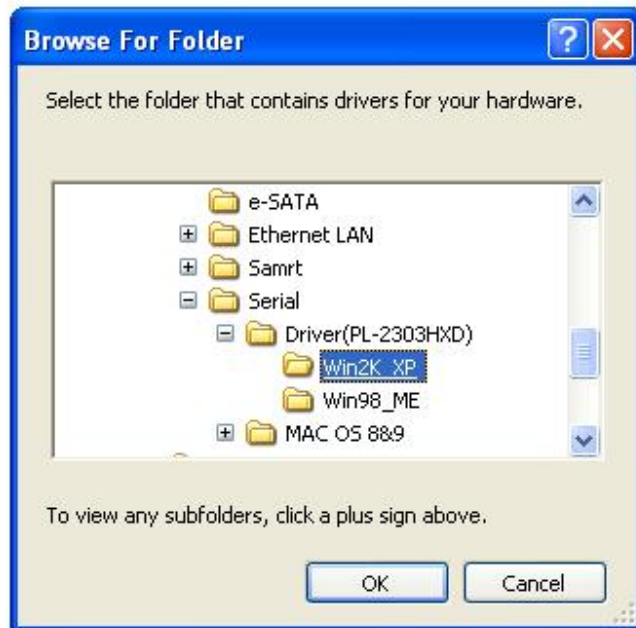 Browse For Folder
Select the folder that contains drivers for your hardware.
e-SATA
Ethernet LAN
Samrt
Serial
Driver(PL-2303HXD)
Win2K_XP
Win98_ME
MAC OS 8&9
To view any subfolders, click a plus sign above.
OK Cancel